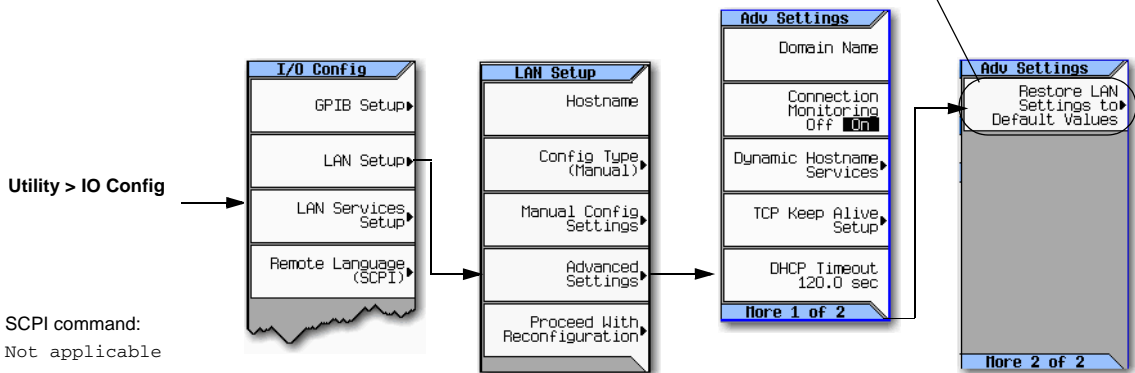 Utility > IO Config
SCPI command:
Not applicable
I/O Config
GPIB Setup
LAN Setup
LAN Services
Setup
Remote Language
(SCPI)
LAN Setup
Hostname
Config Type
(Manual)
Manual Config
Settings
Advanced
Settings
Proceed With
Reconfiguration
Adv Settings
Domain Name
Connection
Monitoring
Off On
Dynamic Hostname
Services
TCP Keep Alive
Setup
DHCP Timeout
120.0 sec
More 1 of 2
Adv Settings
Restore LAN
Settings to
Default Values
More 2 of 2